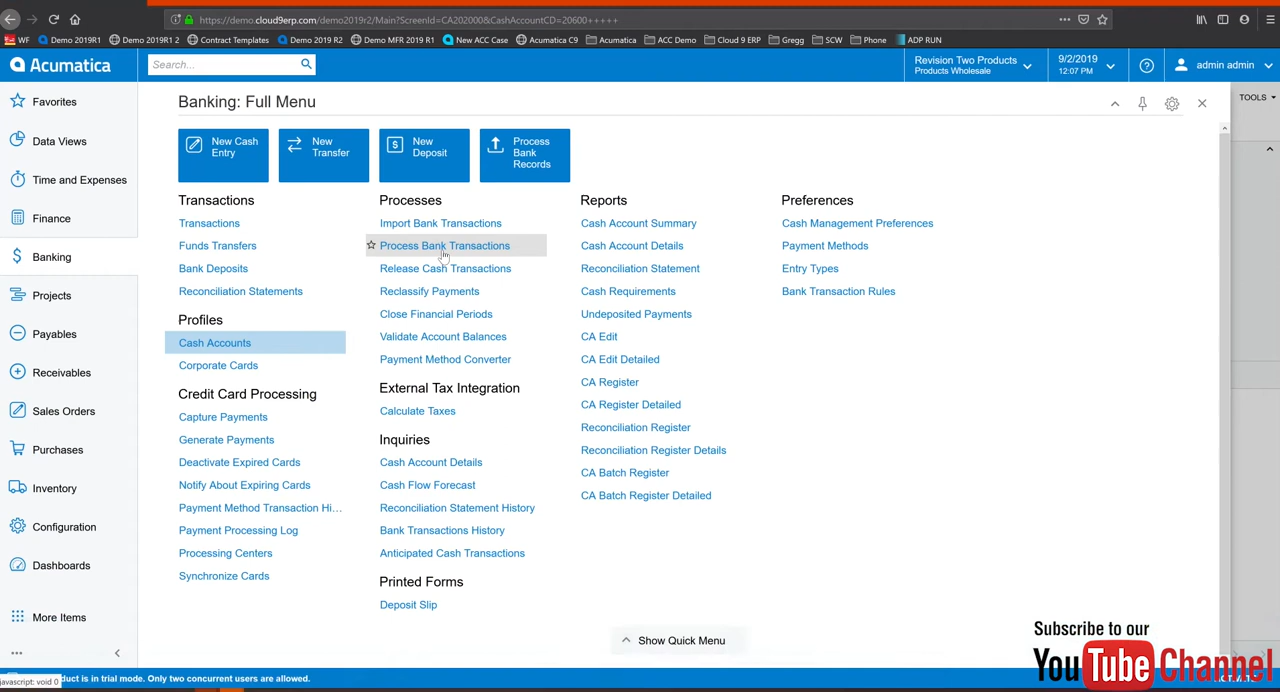 https://demo.cloud9erp.com/demo2019r2/Main?ScreenId=CA202000&CashAccountCD=20600+++++
WF Demo 2019R1 Demo 2019R1 2 Contract Templates Demo 2019 R2 Demo MFR 2019 R1 New ACC Case Acumatica C9 Acumatica ACC Demo Cloud 9 ERP Gregg SCW Phone ADP RUN
Acumatica
Search...
Revision Two Products
Products Wholesale
9/2/2019
12:07 PM
admin admin
Favorites
Data Views
Time and Expenses
Finance
Banking
Projects
Payables
Receivables
Sales Orders
Purchases
Inventory
Configuration
Dashboards
More Items
Banking: Full Menu
TOOLS
New Cash
Entry
New
Transfer
New
Deposit
Process
Bank
Records
Transactions
Transactions
Funds Transfers
Bank Deposits
Reconciliation Statements
Profiles
Cash Accounts
Corporate Cards
Credit Card Processing
Capture Payments
Generate Payments
Deactivate Expired Cards
Notify About Expiring Cards
Payment Method Transaction Hi...
Payment Processing Log
Processing Centers
Synchronize Cards
Processes
Import Bank Transactions
Process Bank Transactions
Release Cash Transactions
Reclassify Payments
Close Financial Periods
Validate Account Balances
Payment Method Converter
External Tax Integration
Calculate Taxes
Inquiries
Cash Account Details
Cash Flow Forecast
Reconciliation Statement History
Bank Transactions History
Anticipated Cash Transactions
Printed Forms
Deposit Slip
Reports
Cash Account Summary
Cash Account Details
Reconciliation Statement
Cash Requirements
Undeposited Payments
CA Edit
CA Edit Detailed
CA Register
CA Register Detailed
Reconciliation Register
Reconciliation Register Details
CA Batch Register
CA Batch Register Detailed
Preferences
Cash Management Preferences
Payment Methods
Entry Types
Bank Transaction Rules
Show Quick Menu
Subscribe to our
YouTube Channel
javascript: void 0
duct is in trial mode. Only two concurrent users are allowed.